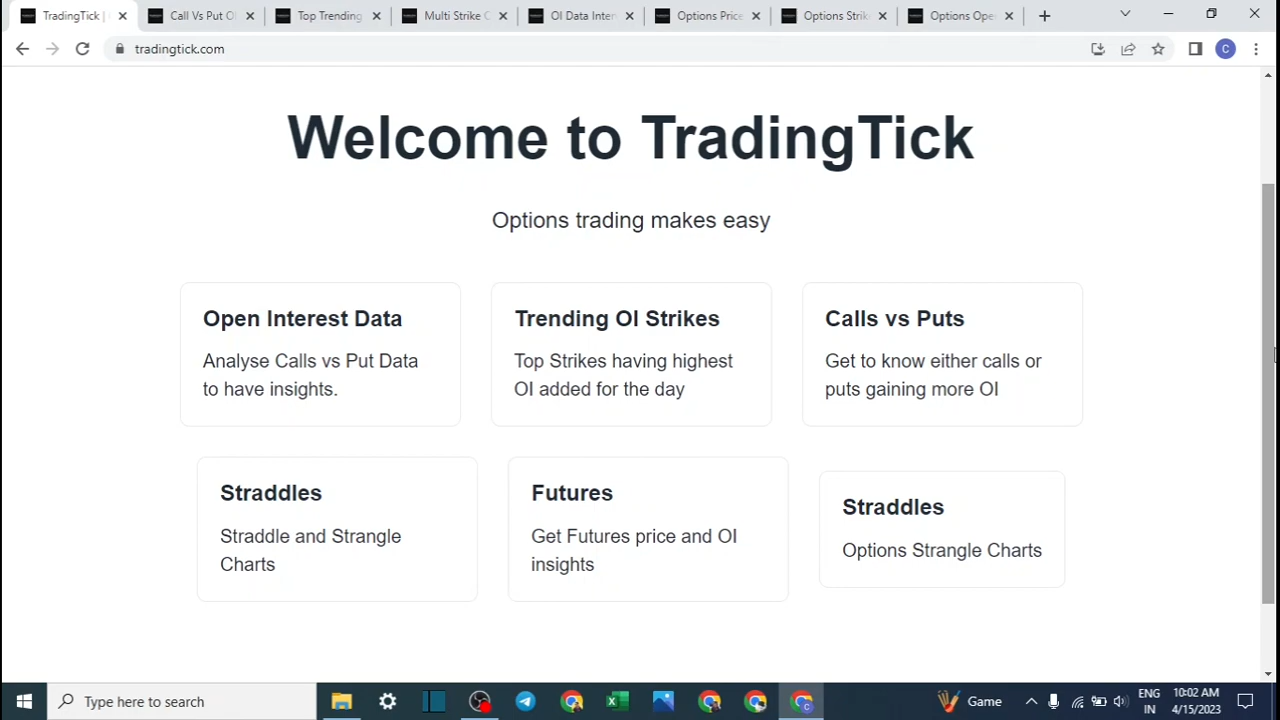 TradingTick |
Call Vs Put O
Top Trending
Multi Strike C
OI Data Inter
Options Price
Options Strik
Options Ope
tradingtick.com
C
Welcome to TradingTick
Options trading makes easy
Open Interest Data
Analyse Calls vs Put Data
to have insights.
Trending OI Strikes
Top Strikes having highest
OI added for the day
Calls vs Puts
Get to know either calls or
puts gaining more OI
Straddles
Straddle and Strangle
Charts
Futures
Get Futures price and OI
insights
Straddles
Options Strangle Charts
Type here to search
Game
ENG
IN
10:02 AM
4/15/2023